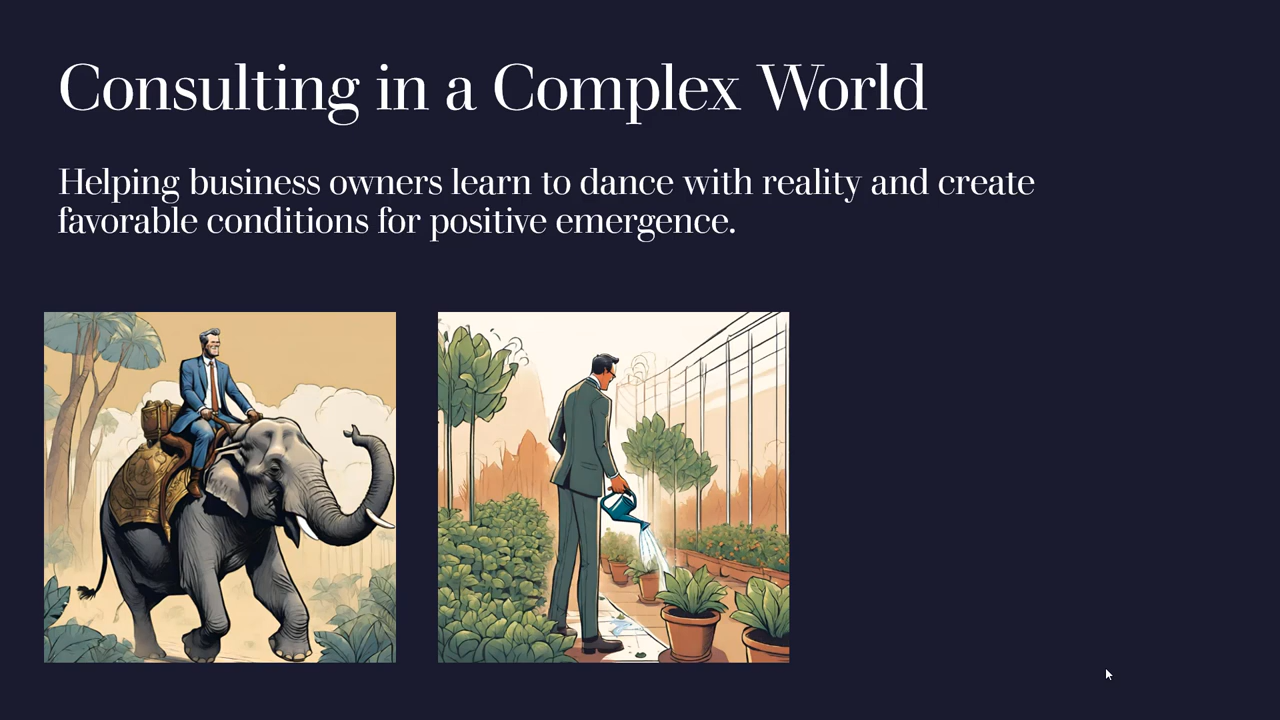 Consulting in a Complex World
Helping business owners learn to dance with reality and create
favorable conditions for positive emergence.